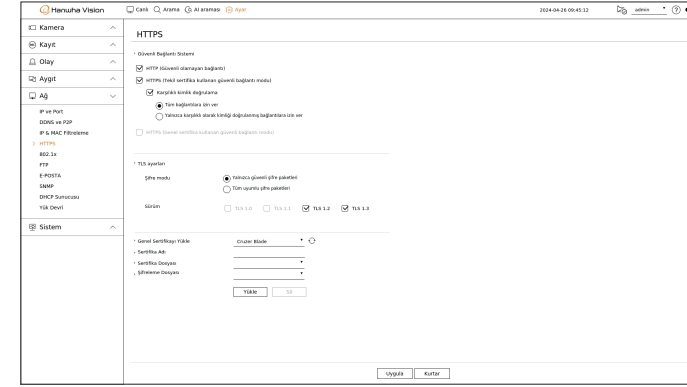 Hanwha Vision
Canlı Arama AI araması Ayar
2024-04-26 09:45:12
admin
Kamera
Kayıt
Olay
Aygıt
Ağ
IP ve Port
DDNS ve P2P
IP & MAC Filtreleme
HTTPS
802.1x
FTP
E-POSTA
SNMP
DHCP Sunucusu
Yük Devri
Sistem
HTTPS
Güvenli Bağlantı Sistemi
HTTP (Güvenli olamayan bağlantı)
HTTPS (Tekil sertifika kullanan güvenli bağlantı modu)
Karşılıklı kimlik doğrulama
Tüm bağlantılara izin ver
Yalnızca karşılıklı olarak kimliği doğrulanmış bağlantılara izin ver
HTTPS (Genel sertifika kullanan güvenli bağlantı modu)
TLS ayarları
Şifre modu
Yalnızca güvenli şifre paketleri
Tüm uyumlu şifre paketleri
Sürüm
TLS 1.0 TLS 1.1 TLS 1.2 TLS 1.3
Genel Sertifikayı Yükle Cruzer Blade
Sertifika Adı
Sertifika Dosyası
Şifreleme Dosyası
Yükle Sil
Uygula Kurtar